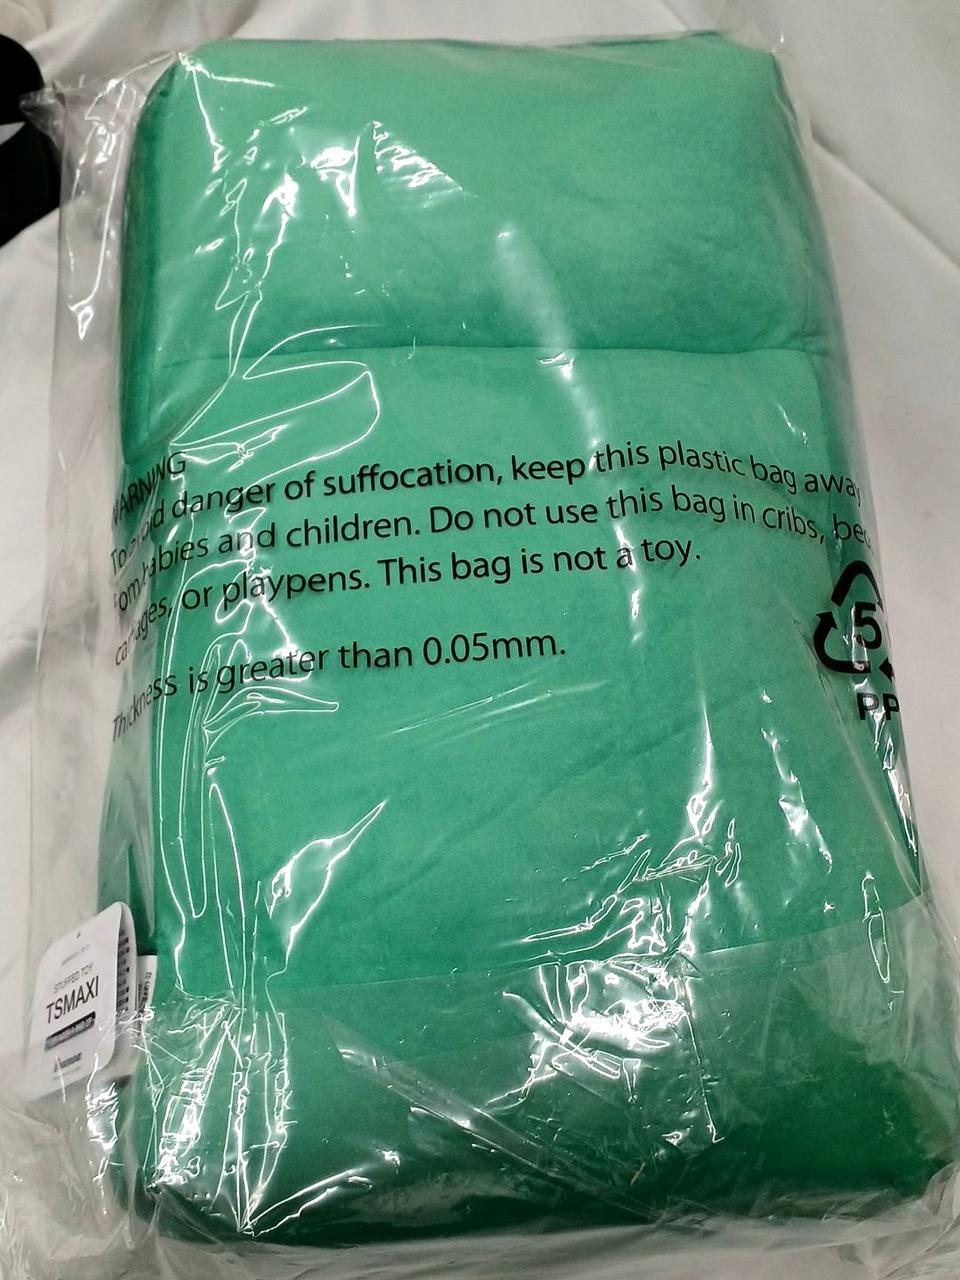 WARNING
To avoid danger of suffocation, keep this plastic bag away
from babies and children. Do not use this bag in cribs, beds,
carriages, or playpens. This bag is not a toy.
Thickness is greater than 0.05mm.
5
PP
STUFFED TOY
TSMAXI